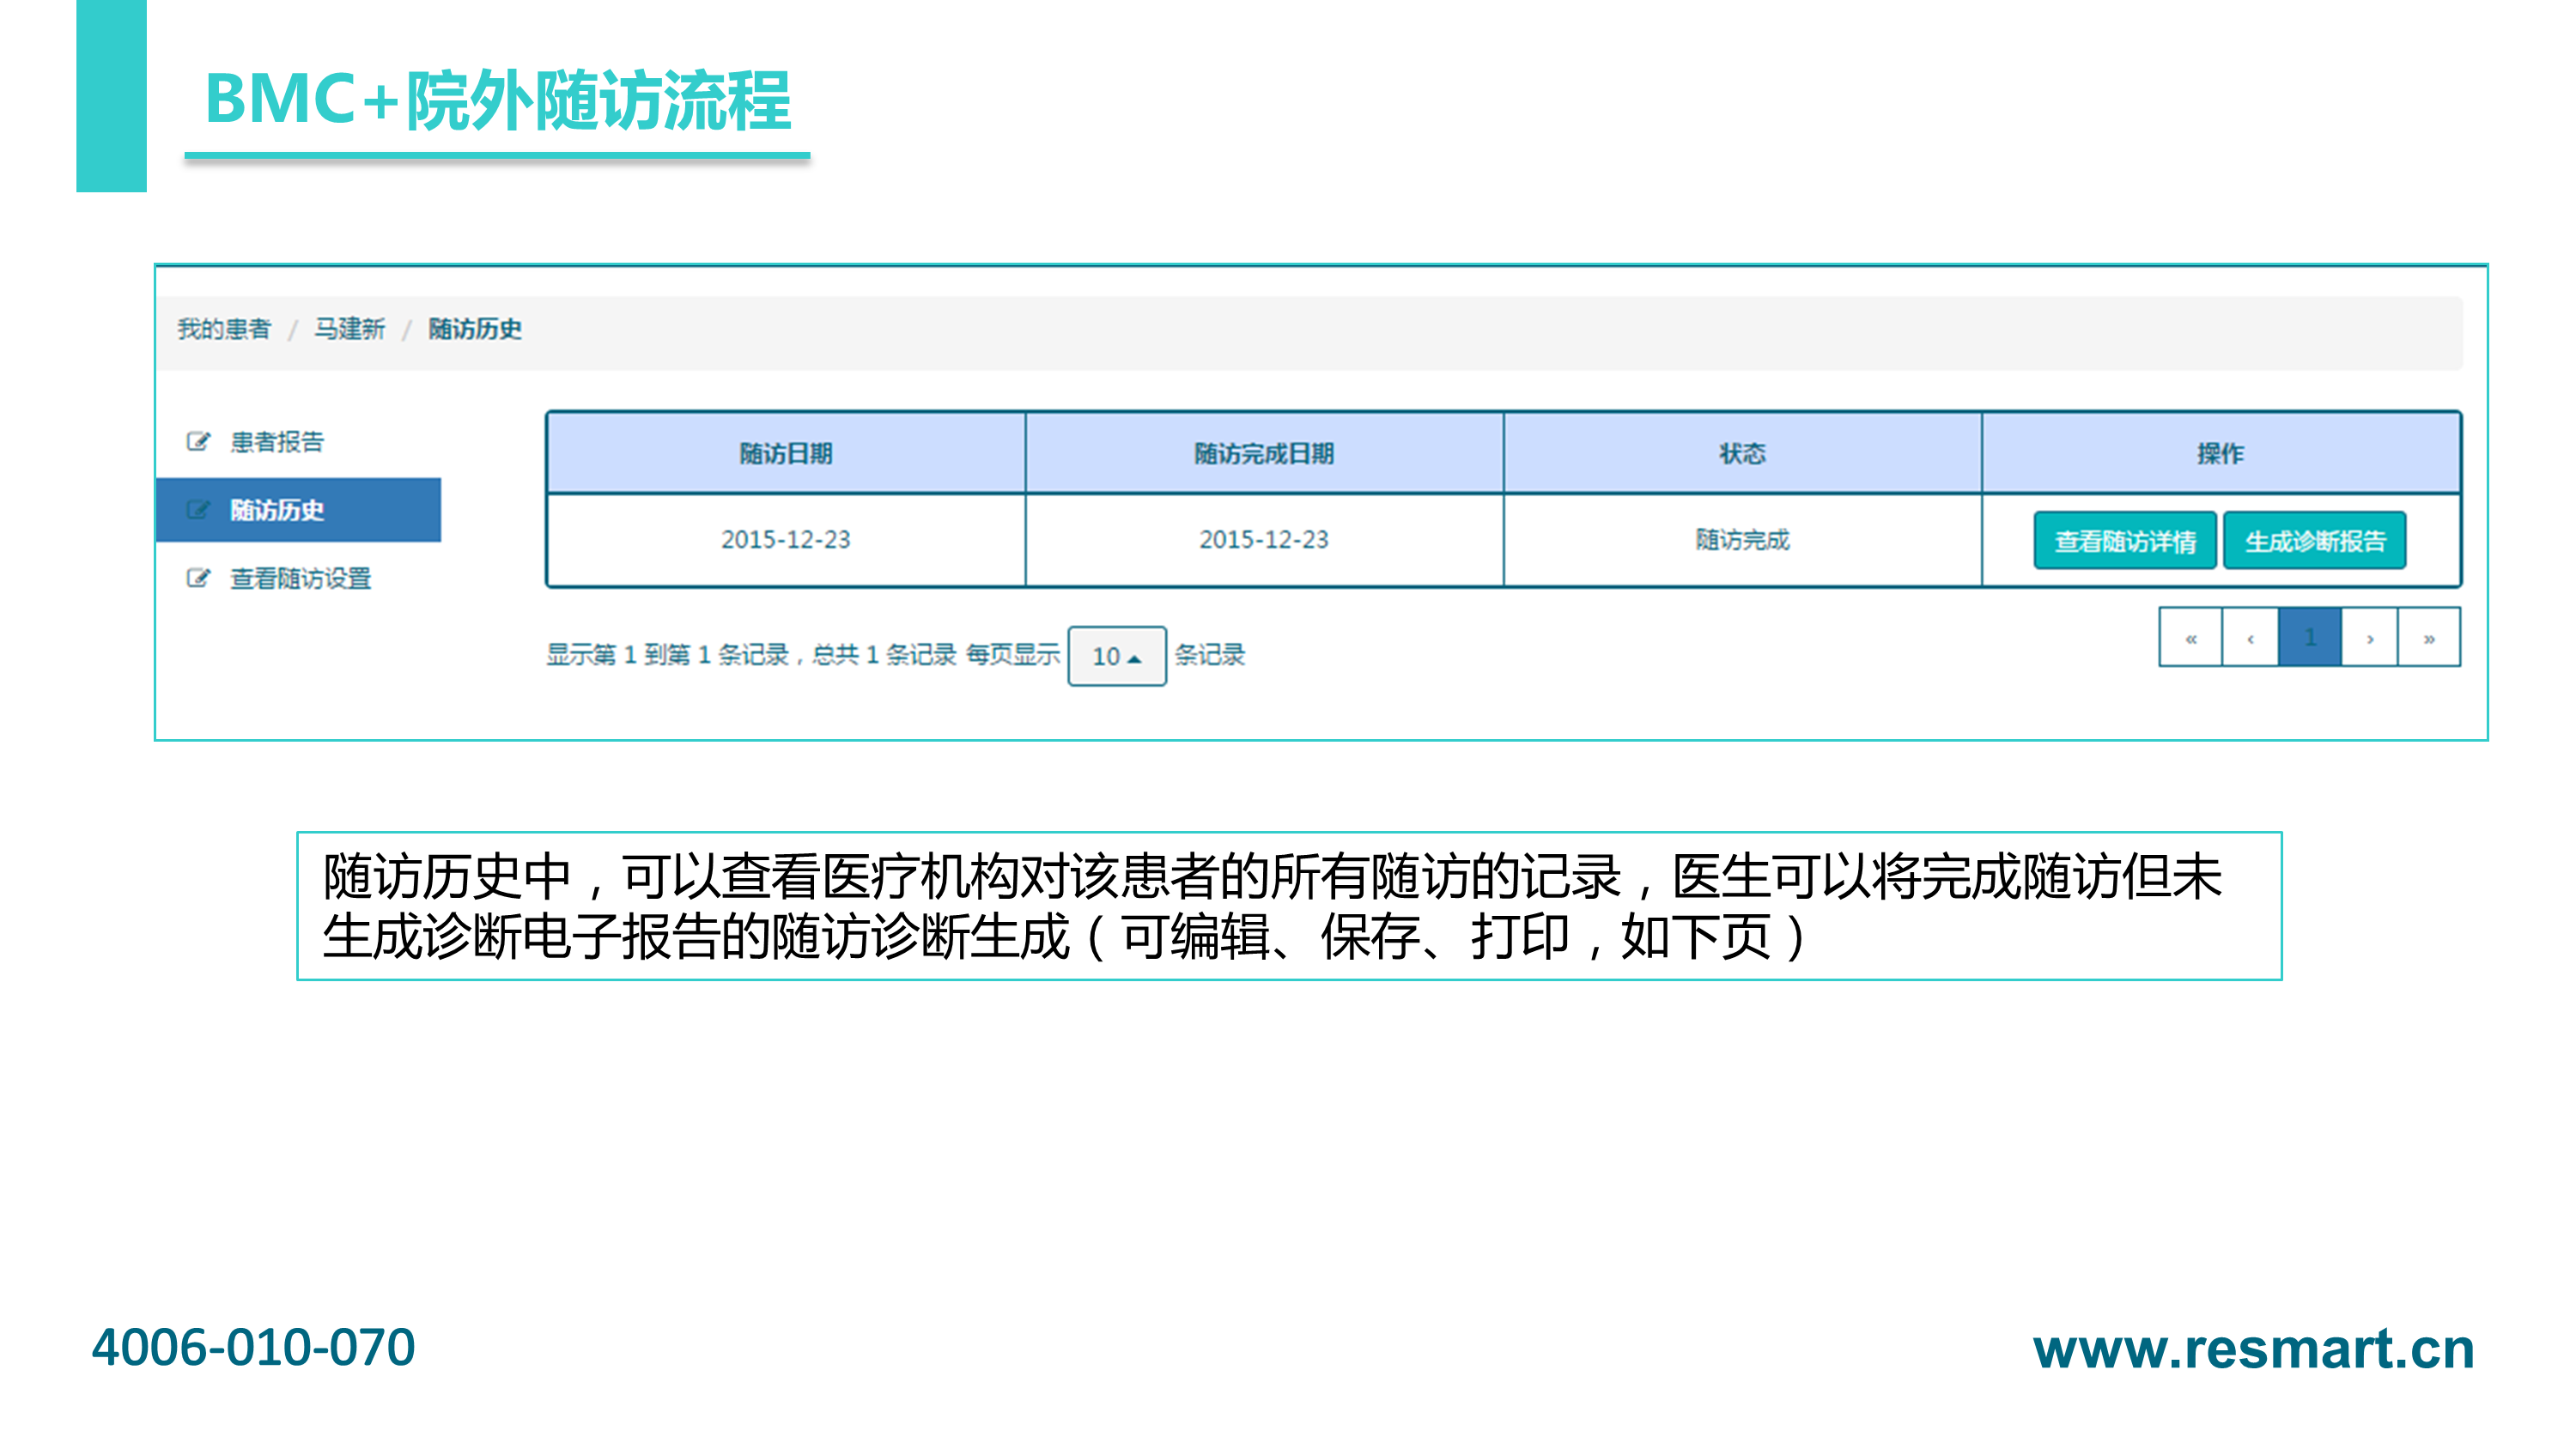 BMC+院外随访流程
我的患者 / 马建新 / 随访历史
患者报告
随访历史
查看随访设置
随访日期 随访完成日期 状态 操作
2015-12-23 2015-12-23 随访完成 查看随访详情 生成诊断报告
显示第 1 到第 1 条记录，总共 1 条记录 每页显示 10 条记录
« ‹ 1 › »
随访历史中，可以查看医疗机构对该患者的所有随访的记录，医生可以将完成随访但未
生成诊断电子报告的随访诊断生成（可编辑、保存、打印，如下页）
4006-010-070
www.resmart.cn